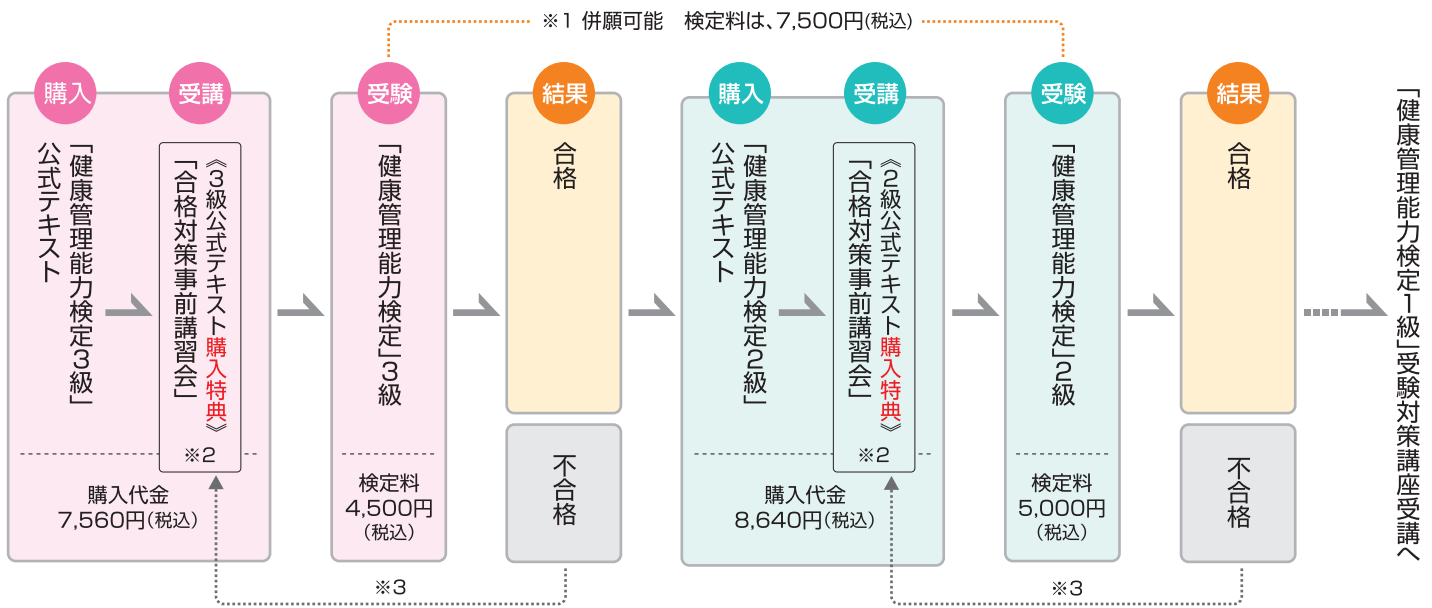 ※1 併願可能　検定料は、7,500円(税込)
購入
受講
「健康管理能力検定3級」
公式テキスト
《3級公式テキスト購入特典》
「合格対策事前講習会」
※2
購入代金
7,560円(税込)
受験
「健康管理能力検定」3級
検定料
4,500円
(税込)
結果
合格
不合格
※3
購入
受講
「健康管理能力検定2級」
公式テキスト
《2級公式テキスト購入特典》
「合格対策事前講習会」
※2
購入代金
8,640円(税込)
受験
「健康管理能力検定」2級
検定料
5,000円
(税込)
結果
合格
不合格
※3
「健康管理能力検定1級」受験対策講座受講へ